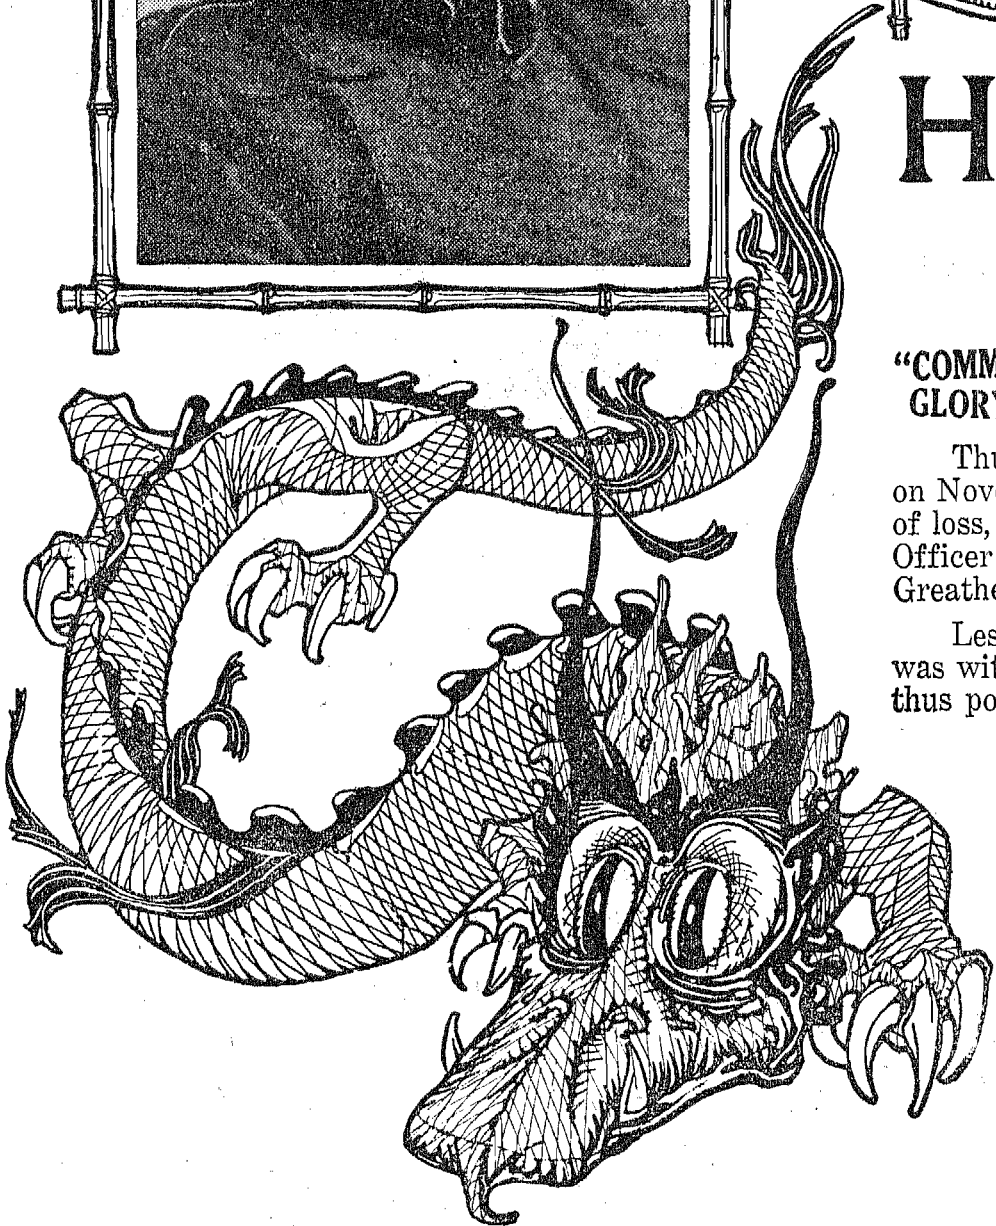 H
“COMM
GLORY
Thu
on Nov
of loss,
Officer
Greathe
Les
was wit
thus po